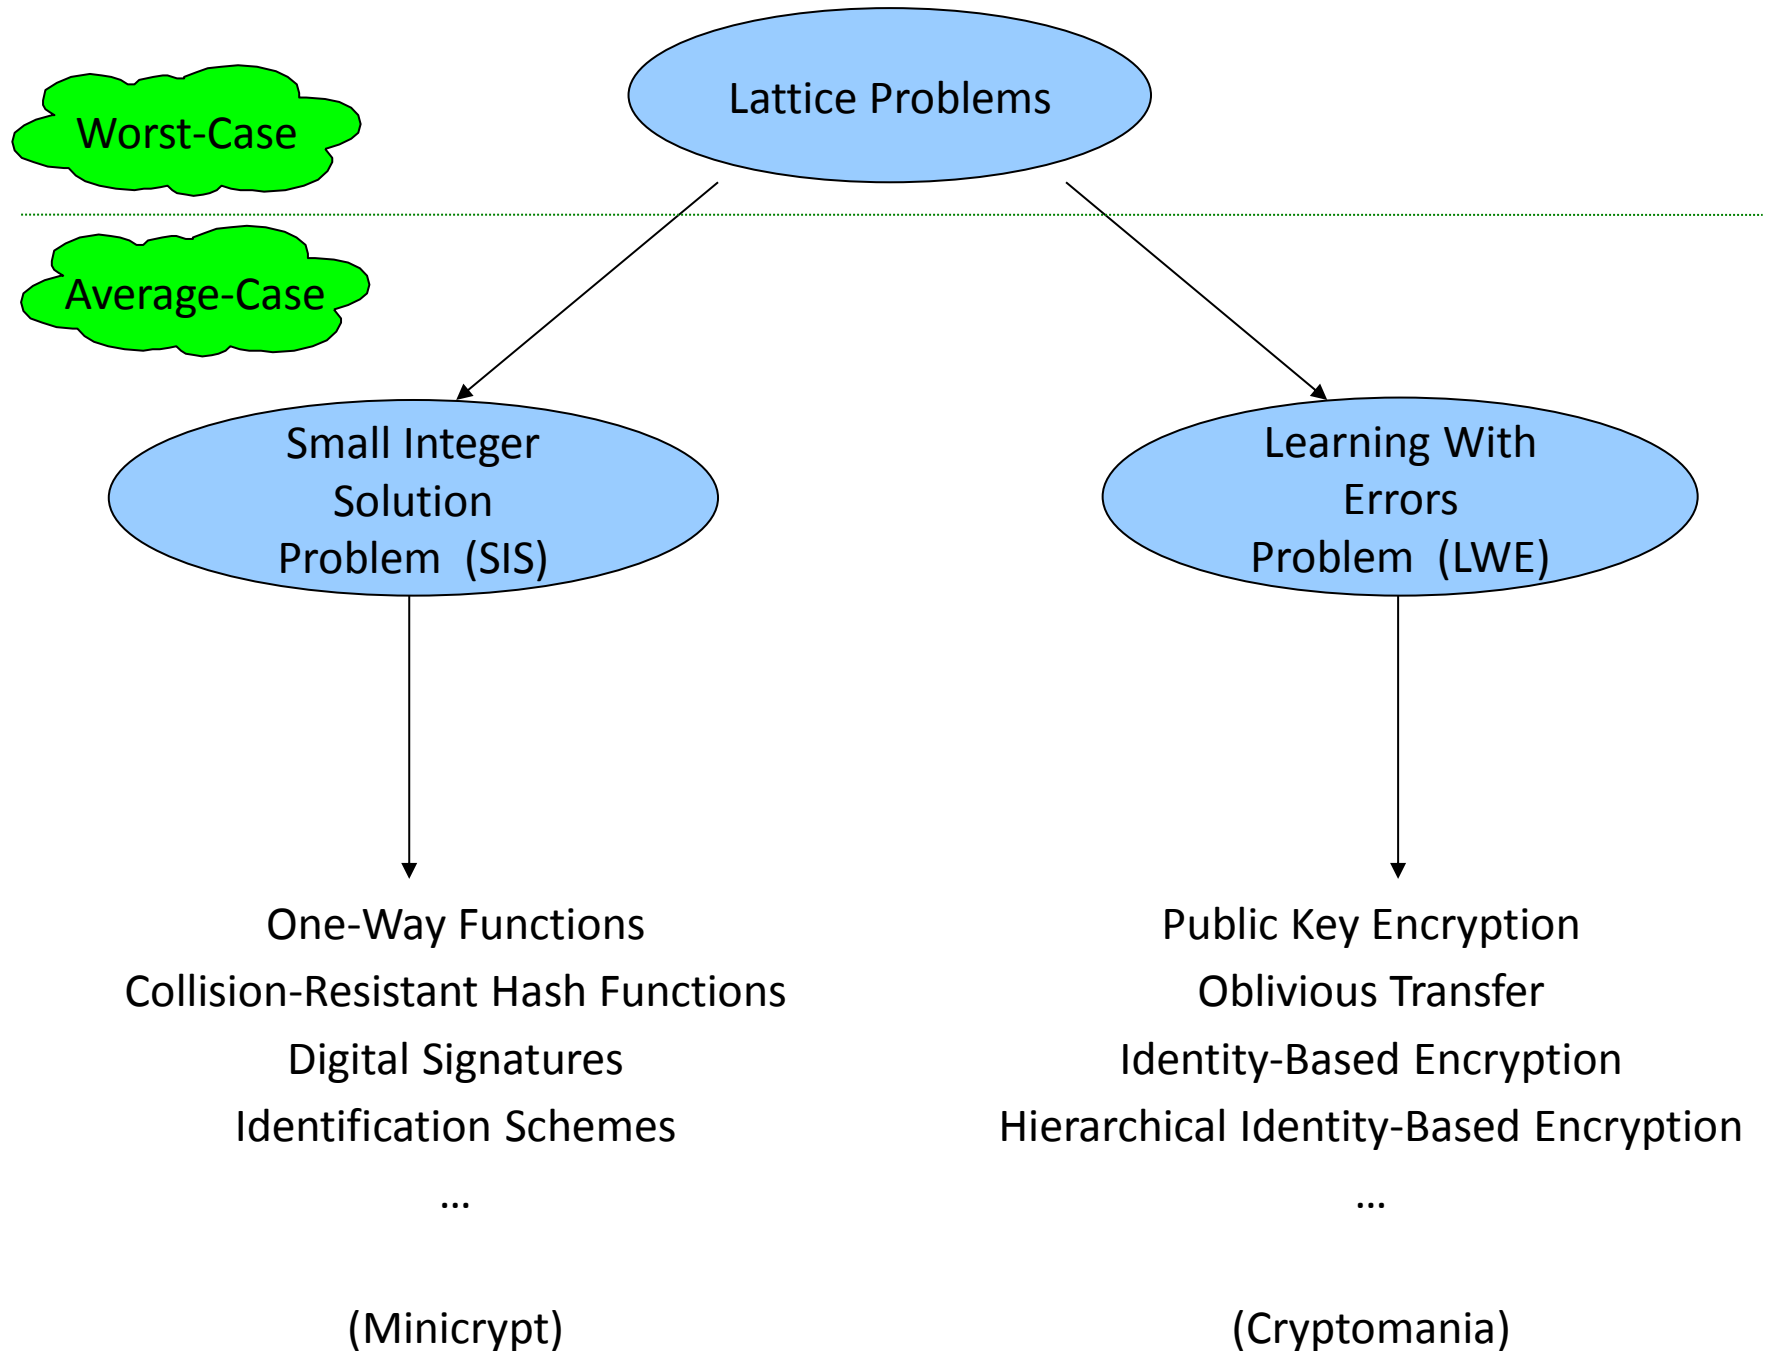 Lattice Problems
Worst-Case
Average-Case
Small Integer
Solution
Problem (SIS)
Learning With
Errors
Problem (LWE)
One-Way Functions
Collision-Resistant Hash Functions
Digital Signatures
Identification Schemes
…
(Minicrypt)
Public Key Encryption
Oblivious Transfer
Identity-Based Encryption
Hierarchical Identity-Based Encryption
…
(Cryptomania)